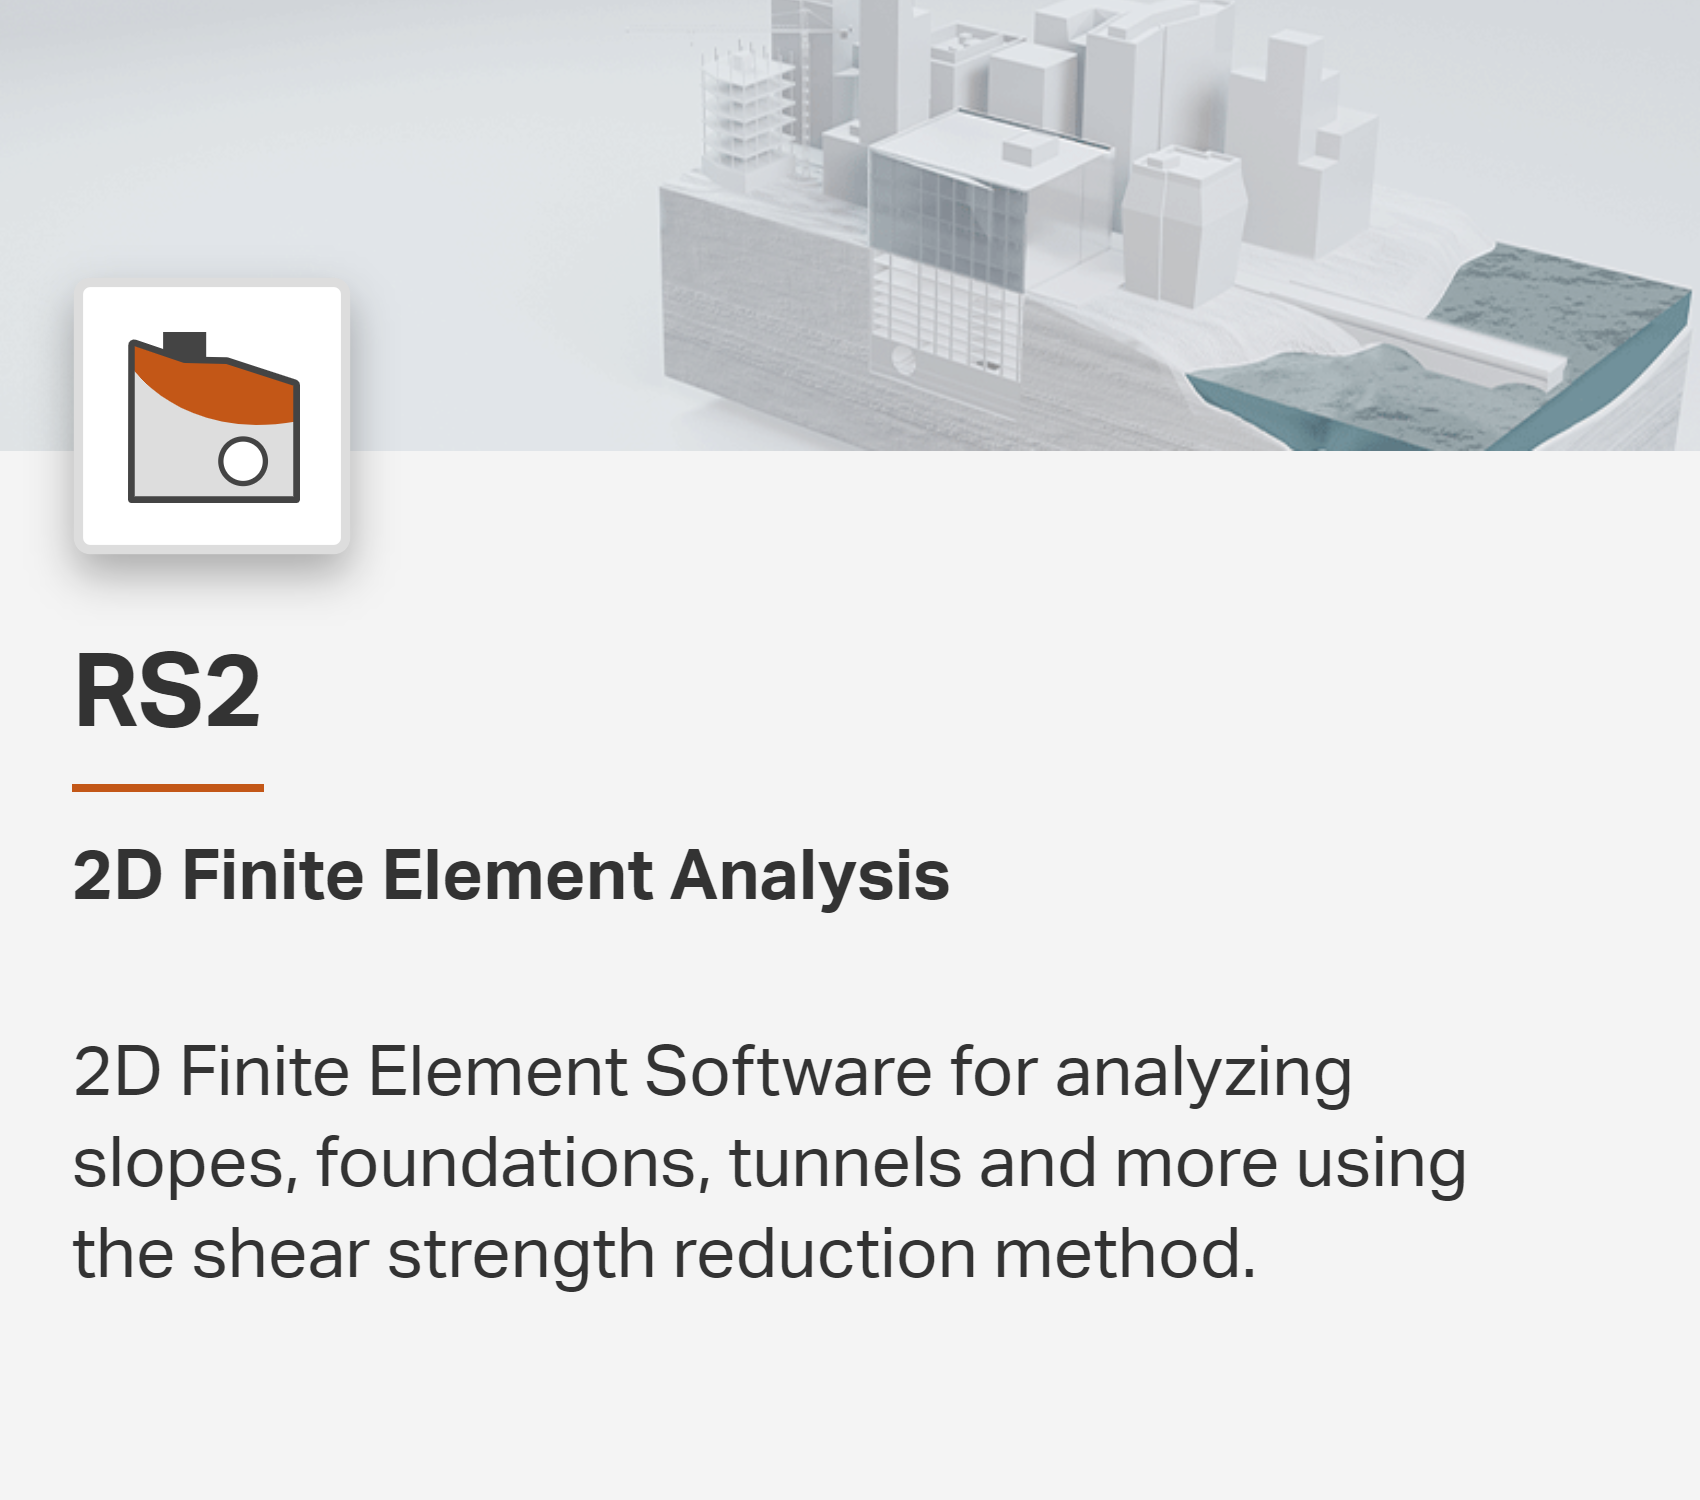 RS2
2D Finite Element Analysis
2D Finite Element Software for analyzing
slopes, foundations, tunnels and more using
the shear strength reduction method.